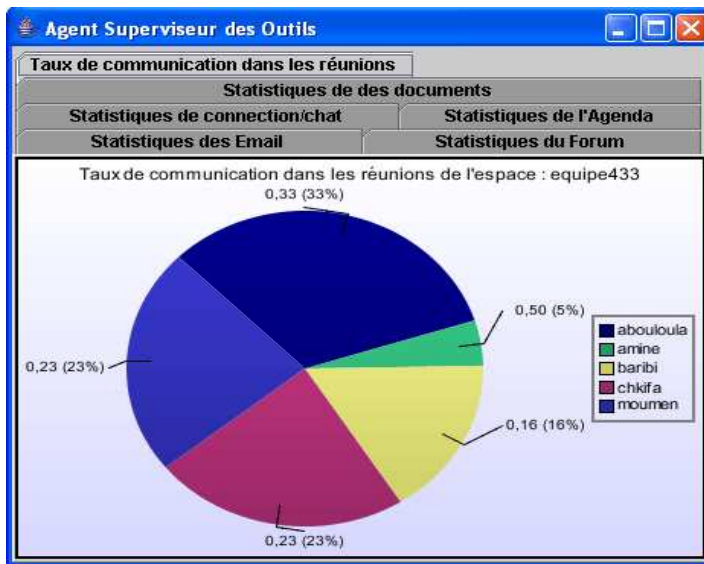 Agent Superviseur des Outils
Taux de communication dans les réunions
Statistiques de des documents
Statistiques de connection/chat Statistiques de l'Agenda
Statistiques des Email Statistiques du Forum
Taux de communication dans les réunions de l'espace : equipe433
0,33 (33%)
0,50 (5%)
abouloula
amine
0,23 (23%)
baribi
chkifa
moumen
0,16 (16%)
0,23 (23%)